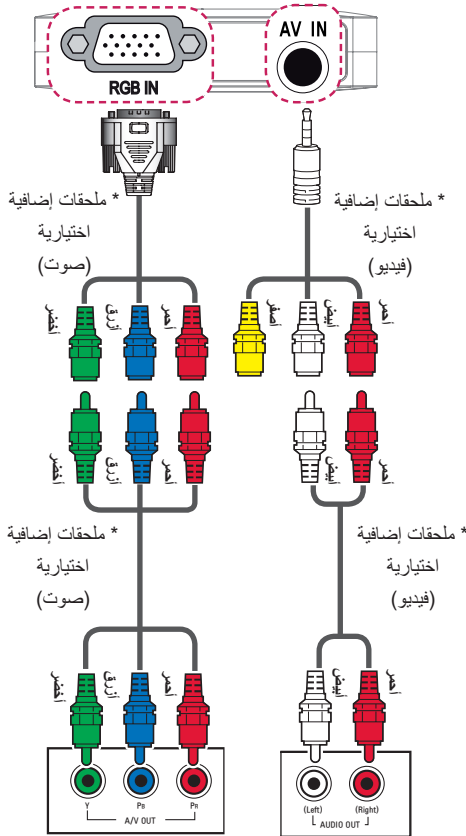 AV IN
RGB IN
* ملحقات إضافية
اختيارية
(صوت)
* ملحقات إضافية
اختيارية
(فيديو)
أخضر
أزرق
أحمر
أصفر
أبيض
أحمر
أخضر
أزرق
أحمر
أبيض
أحمر
* ملحقات إضافية
اختيارية
(صوت)
* ملحقات إضافية
اختيارية
(فيديو)
أخضر
أزرق
أحمر
أبيض
أحمر
Y PB PR
A/V OUT
(Left) (Right)
AUDIO OUT